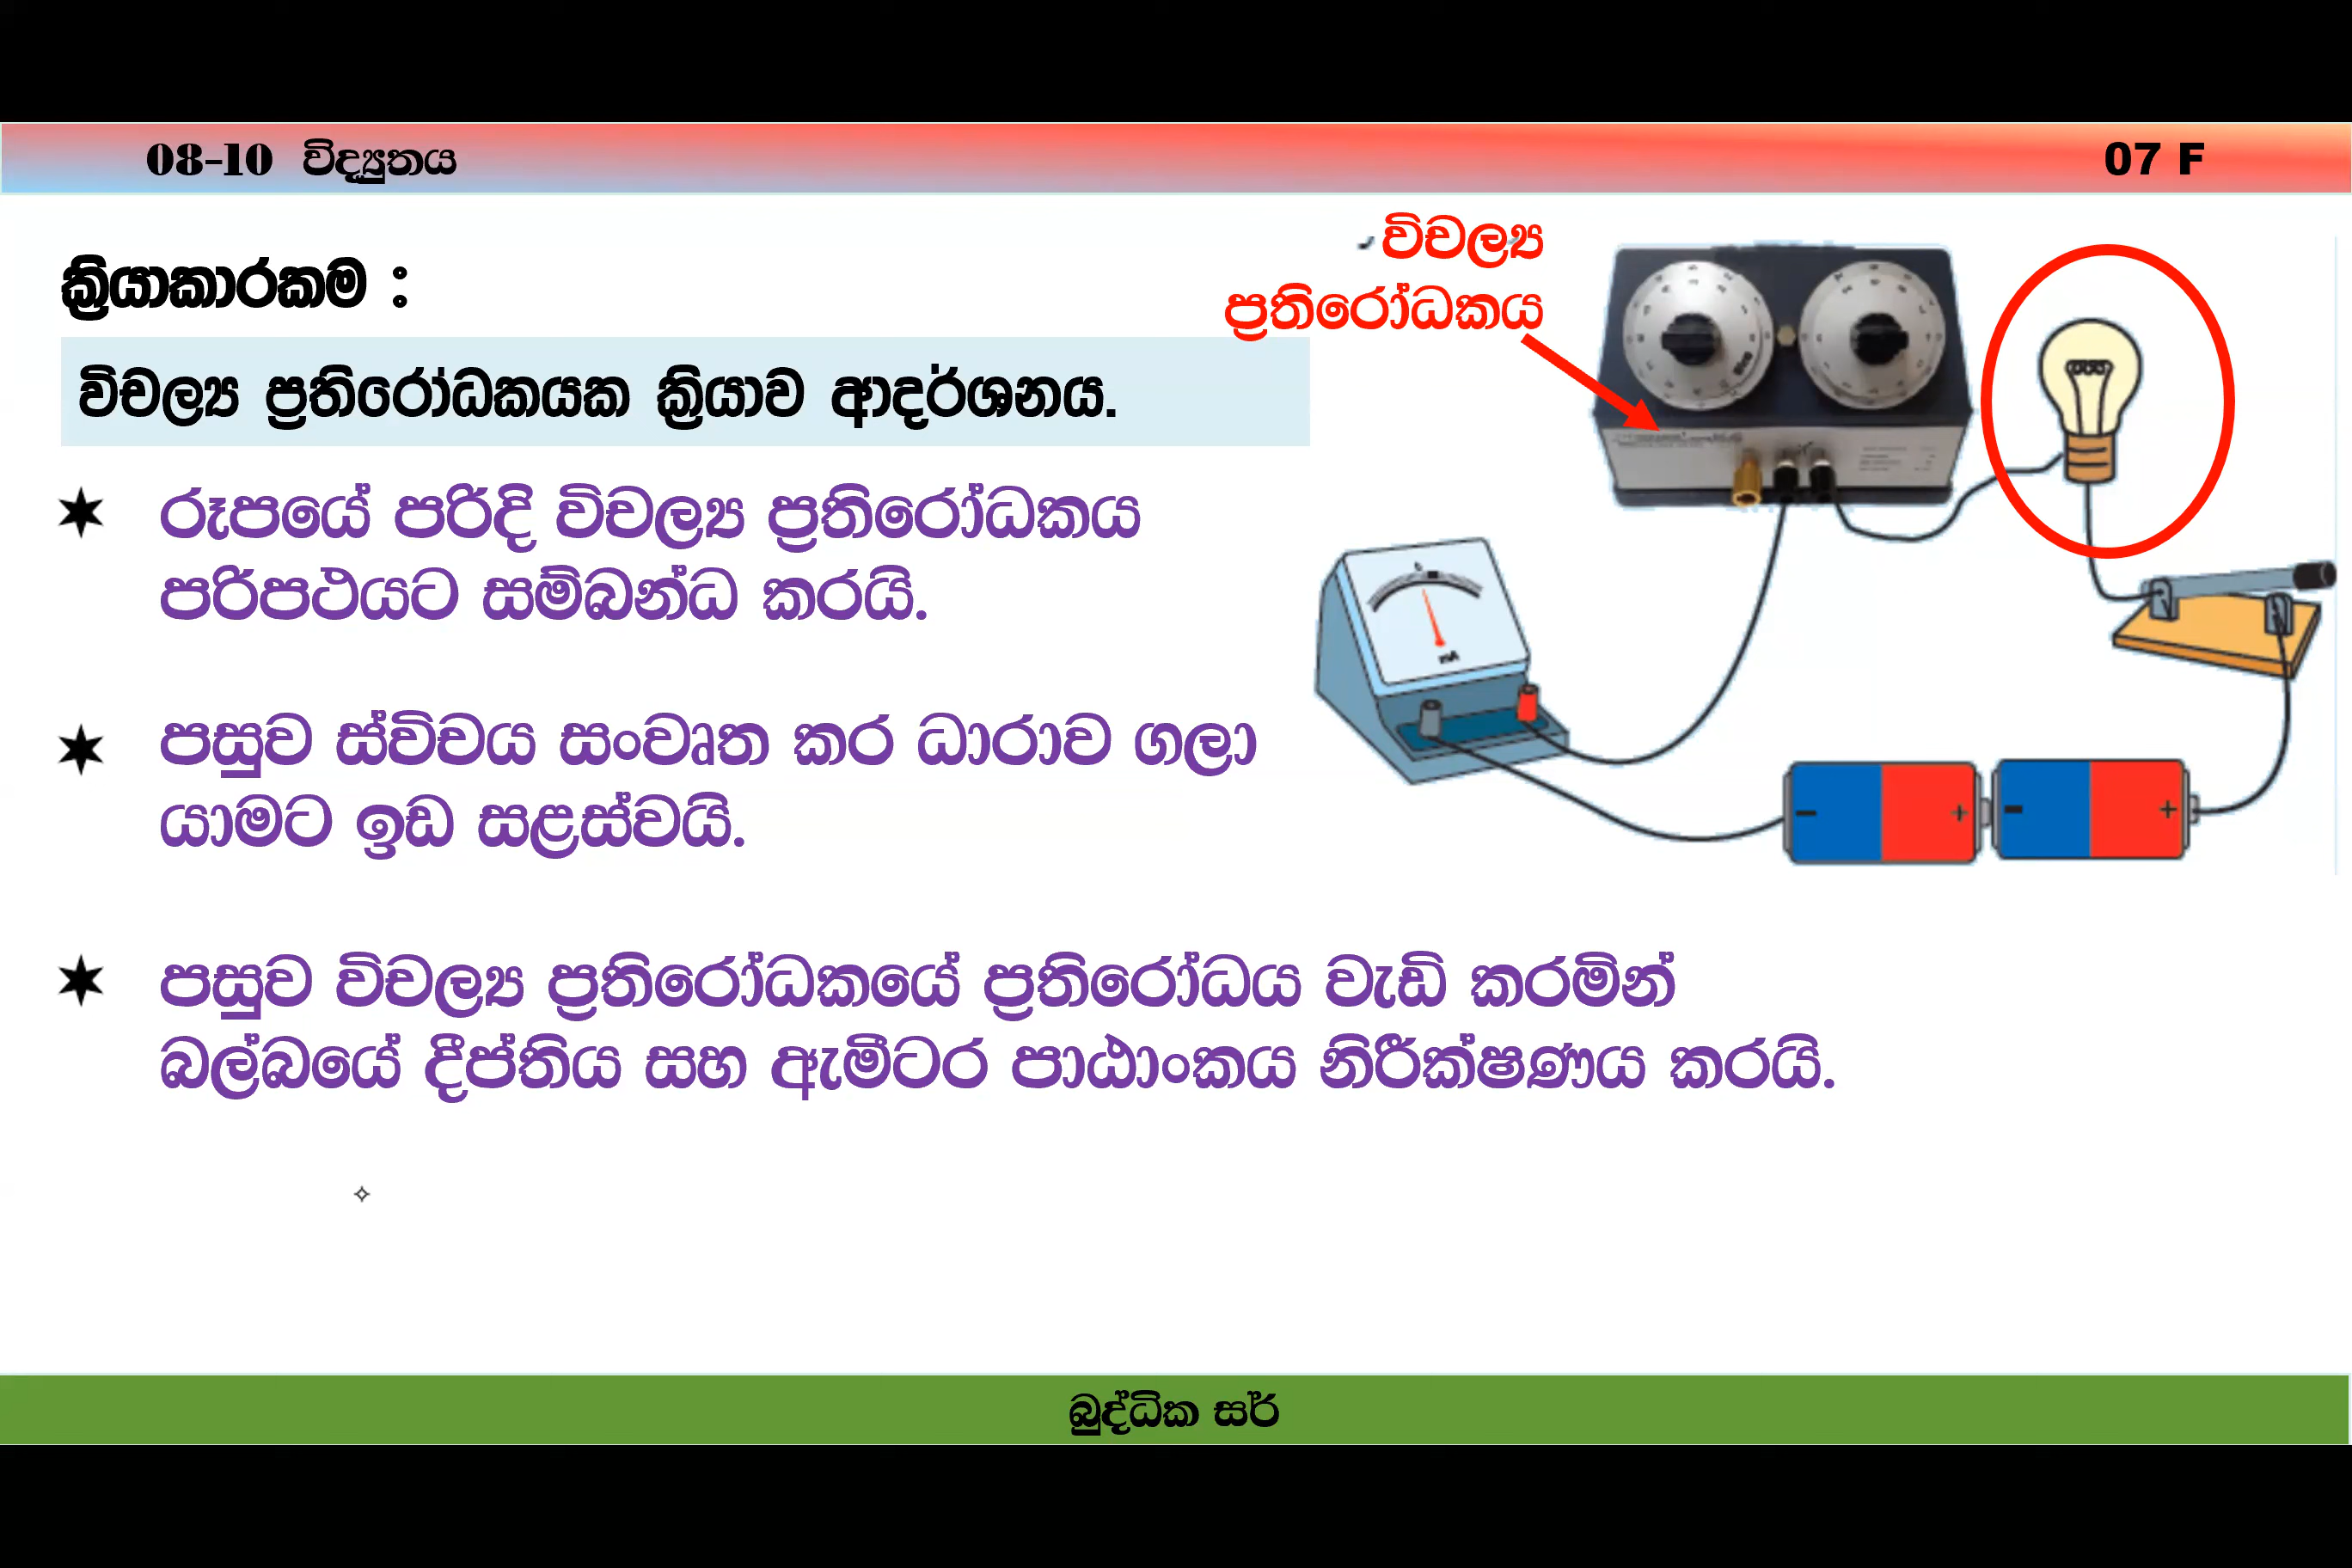 08-10 විද්‍යුතය
07 F
ක්‍රියාකාරකම :
විචල්‍ය ප්‍රතිරෝධකයක ක්‍රියාව ආදර්ශනය.
විචල්‍ය
ප්‍රතිරෝධකය
රූපයේ පරිදි විචල්‍ය ප්‍රතිරෝධකය
පරිපථයට සම්බන්ධ කරයි.
පසුව ස්විචය සංවෘත කර ධාරාව ගලා
යාමට ඉඩ සළස්වයි.
mA
- + - +
පසුව විචල්‍ය ප්‍රතිරෝධකයේ ප්‍රතිරෝධය වැඩි කරමින්
බල්බයේ දීප්තිය සහ ඇමීටර පාඨාංකය නිරීක්ෂණය කරයි.
බුද්ධික සර්